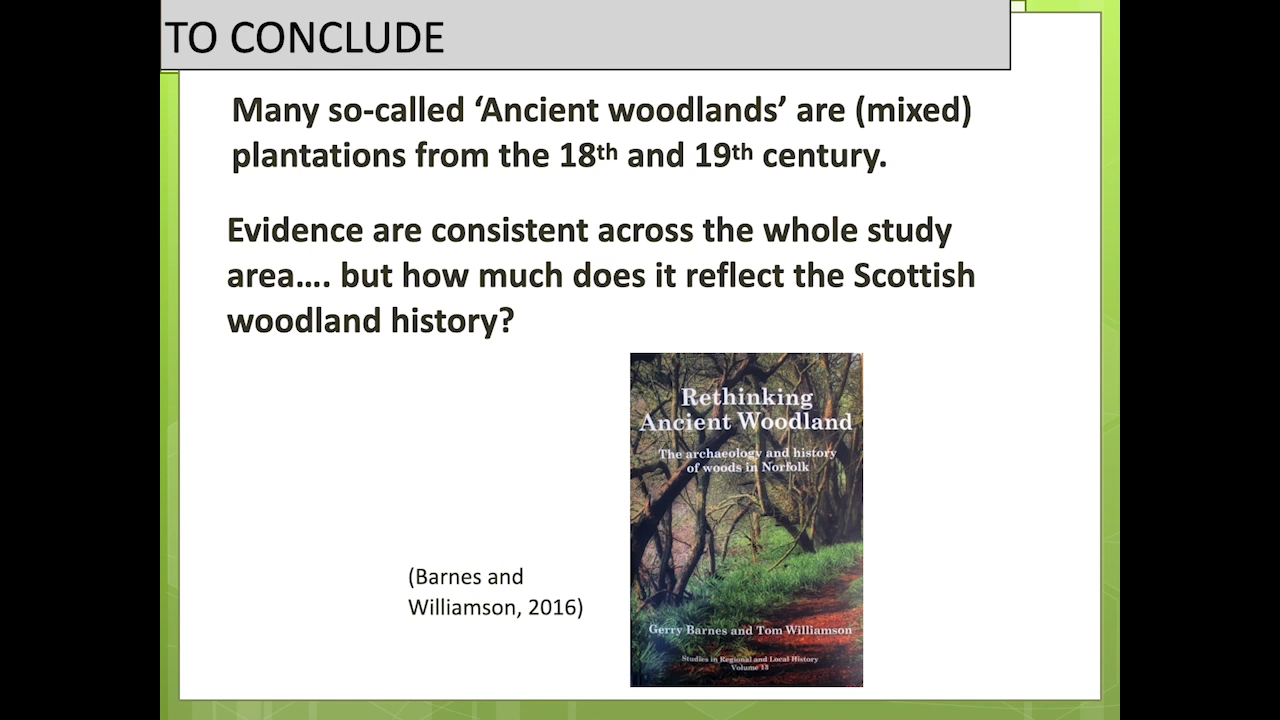 TO CONCLUDE
Many so-called ‘Ancient woodlands’ are (mixed)
plantations from the 18th and 19th century.
Evidence are consistent across the whole study
area…. but how much does it reflect the Scottish
woodland history?
Rethinking
Ancient Woodland
The archaeology and history
of woods in Norfolk
(Barnes and
Williamson, 2016)
Gerry Barnes and Tom Williamson
Studies in Regional and Local History
Volume 13